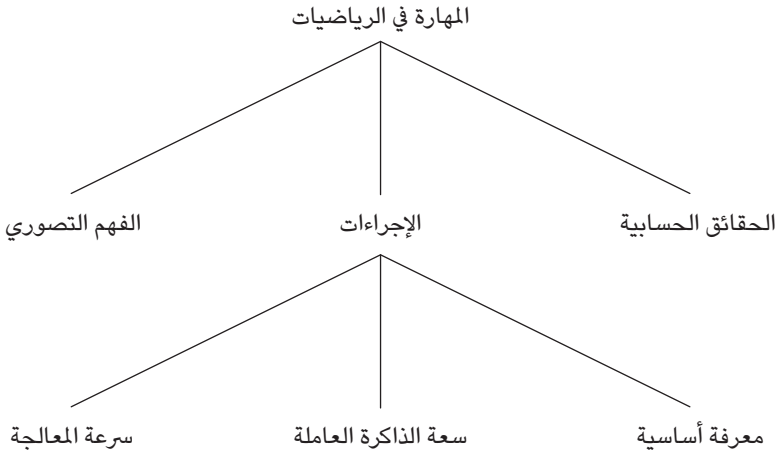 المهارة في الرياضيات
الحقائق الحسابية الإجراءات الفهم التصوري
معرفة أساسية سعة الذاكرة العاملة سرعة المعالجة